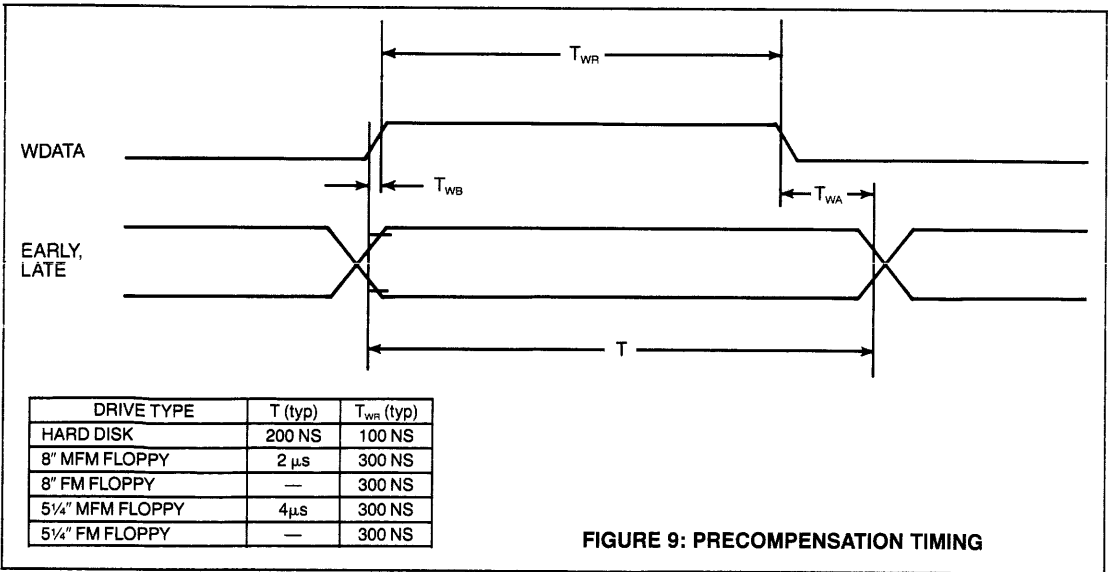 T_WR
WDATA
T_WB
T_WA
EARLY,
LATE
T
DRIVE TYPE T (typ) T_WR (typ)
HARD DISK 200 NS 100 NS
8" MFM FLOPPY 2 μs 300 NS
8" FM FLOPPY — 300 NS
5¼" MFM FLOPPY 4μs 300 NS
5¼" FM FLOPPY — 300 NS
FIGURE 9: PRECOMPENSATION TIMING